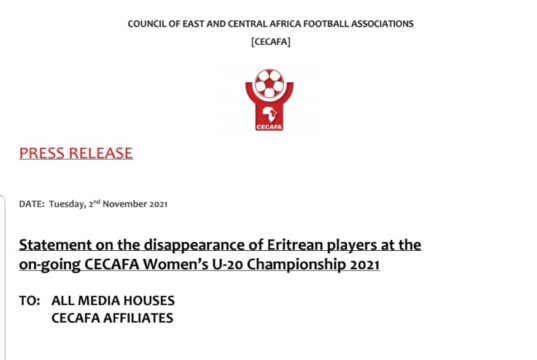 COUNCIL OF EAST AND CENTRAL AFRICA FOOTBALL ASSOCIATIONS
[CECAFA]
CECAFA
PRESS RELEASE
DATE: Tuesday, 2nd November 2021
Statement on the disappearance of Eritrean players at the
on-going CECAFA Women's U-20 Championship 2021
TO: ALL MEDIA HOUSES
CECAFA AFFILIATES